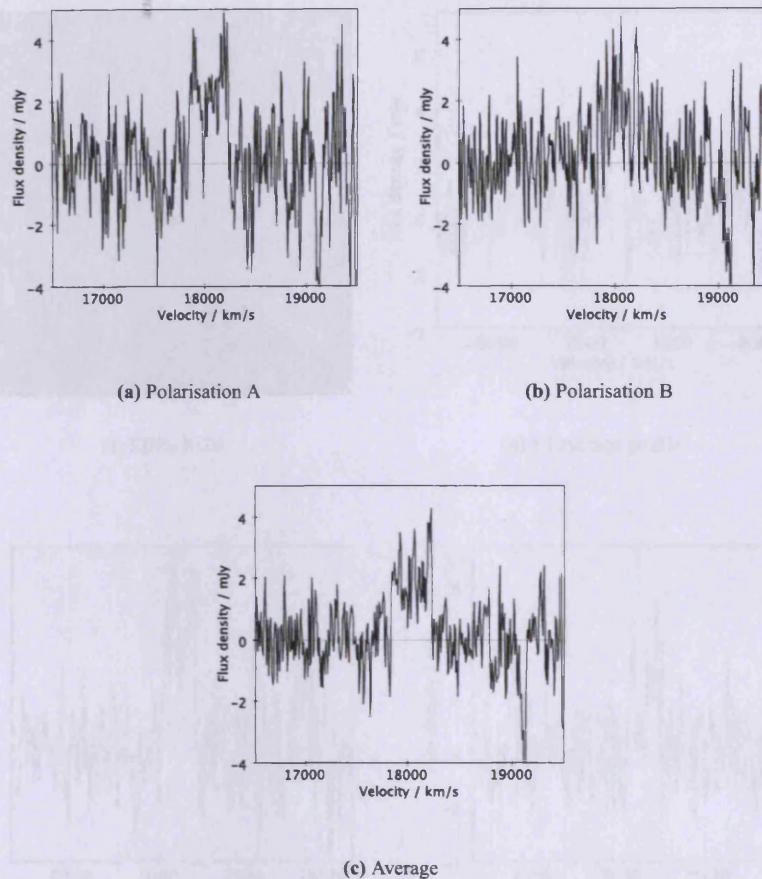 4
2
0
-2
-4
Flux density / mJy
17000 18000 19000
Velocity / km/s
(a) Polarisation A
4
2
0
-2
-4
Flux density / mJy
17000 18000 19000
Velocity / km/s
(b) Polarisation B
4
2
0
-2
-4
Flux density / mJy
17000 18000 19000
Velocity / km/s
(c) Average